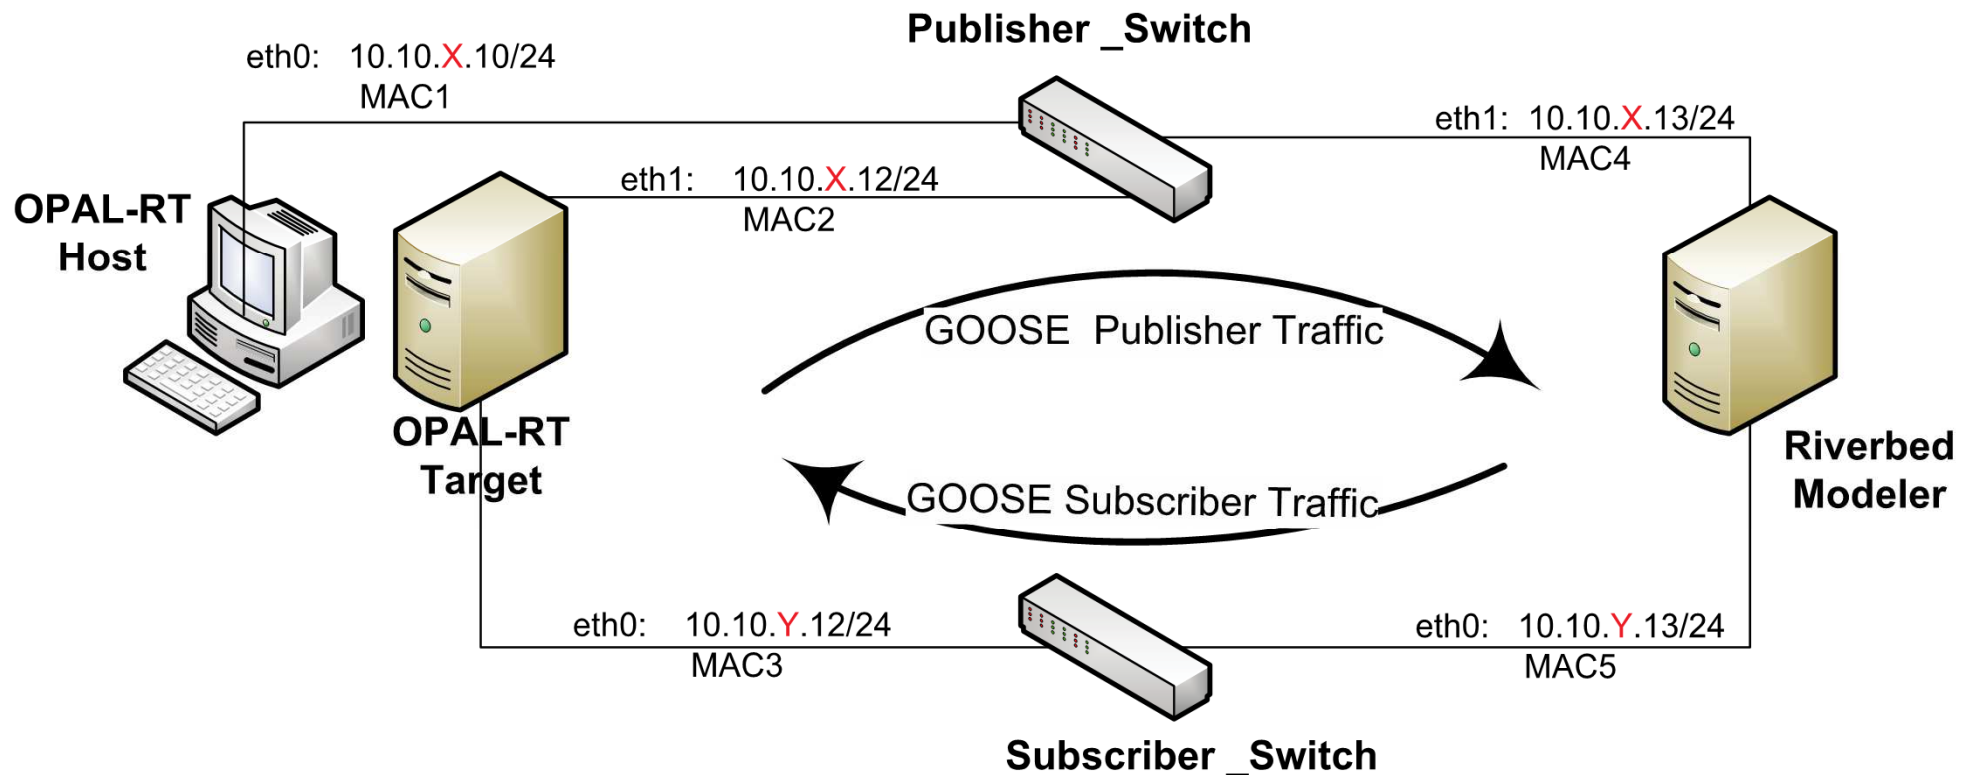 Publisher _Switch
eth0: 10.10.X.10/24
MAC1
eth1: 10.10.X.13/24
MAC4
eth1: 10.10.X.12/24
MAC2
OPAL-RT
Host
GOOSE Publisher Traffic
OPAL-RT
Target
Riverbed
Modeler
GOOSE Subscriber Traffic
eth0: 10.10.Y.12/24
MAC3
eth0: 10.10.Y.13/24
MAC5
Subscriber _Switch